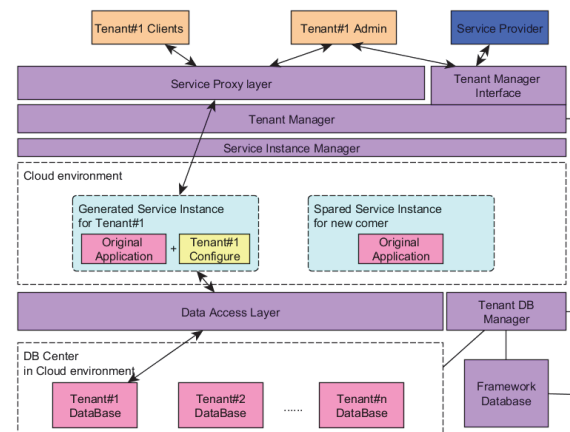 Tenant#1 Clients
Tenant#1 Admin
Service Provider
Service Proxy layer
Tenant Manager
Interface
Tenant Manager
Service Instance Manager
Cloud environment
Generated Service Instance
for Tenant#1
Original
Application
+
Tenant#1
Configure
Spared Service Instance
for new comer
Original
Application
Data Access Layer
Tenant DB
Manager
DB Center
in Cloud environment
Tenant#1
DataBase
Tenant#2
DataBase
......
Tenant#n
DataBase
Framework
Database